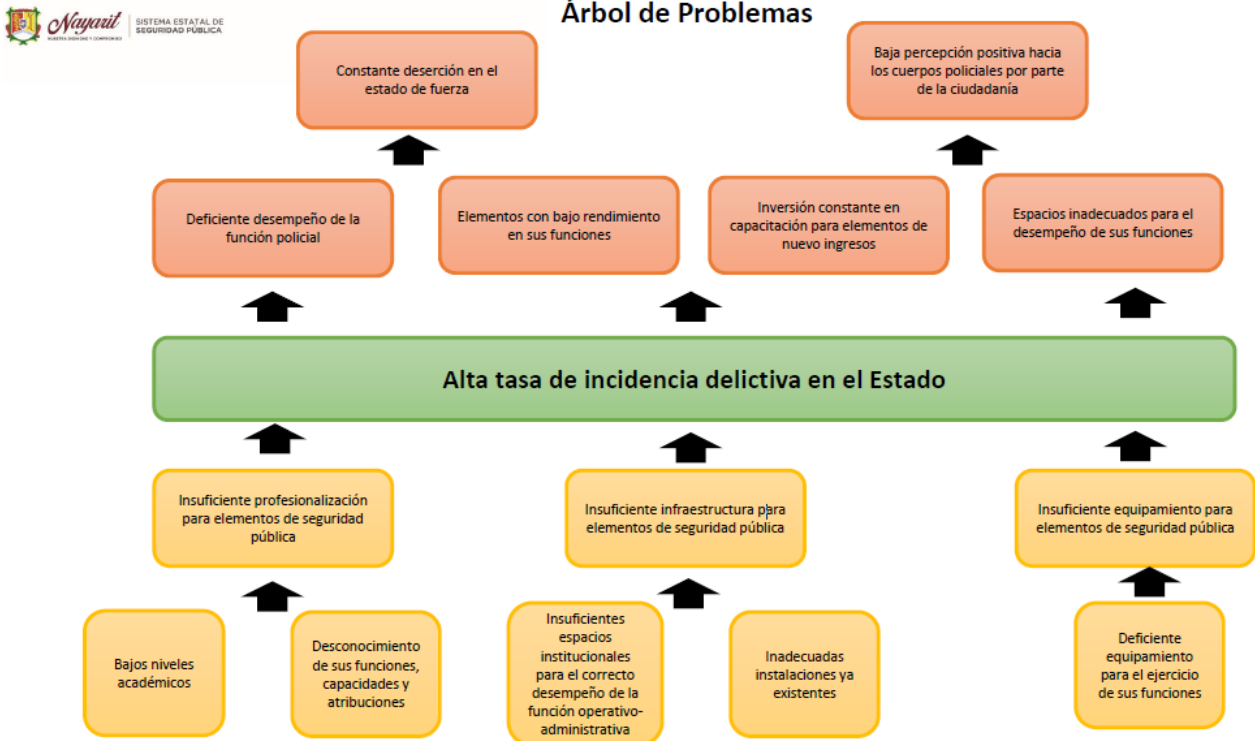 Nayarit
SISTEMA ESTATAL DE
SEGURIDAD PÚBLICA
Árbol de Problemas
Constante deserción en el
estado de fuerza
Baja percepción positiva hacia
los cuerpos policiales por parte
de la ciudadanía
Deficiente desempeño de la
función policial
Elementos con bajo rendimiento
en sus funciones
Inversión constante en
capacitación para elementos de
nuevo ingresos
Espacios inadecuados para el
desempeño de sus funciones
Alta tasa de incidencia delictiva en el Estado
Insuficiente profesionalización
para elementos de seguridad
pública
Insuficiente infraestructura para
elementos de seguridad pública
Insuficiente equipamiento para
elementos de seguridad pública
Bajos niveles
académicos
Desconocimiento
de sus funciones,
capacidades y
atribuciones
Insuficientes
espacios
institucionales
para el correcto
desempeño de la
función operativo-
administrativa
Inadecuadas
instalaciones ya
existentes
Deficiente
equipamiento
para el ejercicio
de sus funciones